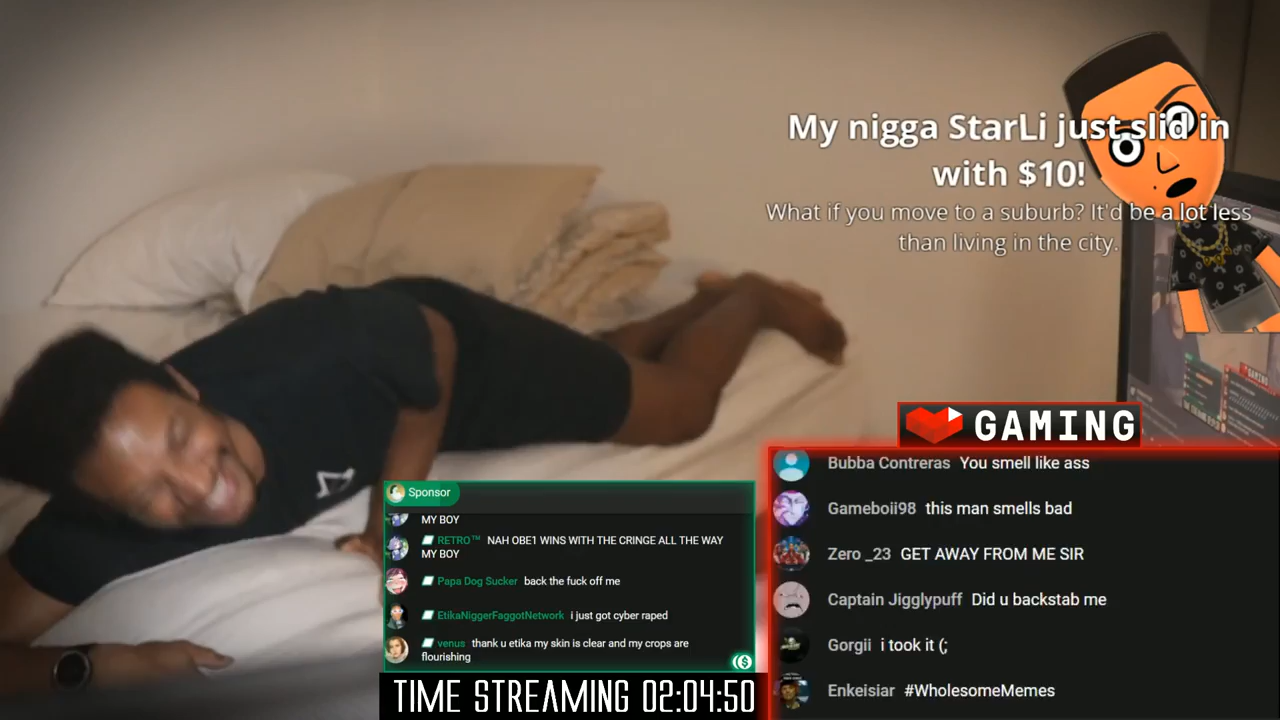 My nigga StarLi just slid in
with $10!
What if you move to a suburb? It'd be a lot less
than living in the city.
GAMING
Sponsor
MY BOY
RETRO™ NAH OBE1 WINS WITH THE CRINGE ALL THE WAY
MY BOY
Papa Dog Sucker back the fuck off me
EtikaNiggerFaggotNetwork i just got cyber raped
venus thank u etika my skin is clear and my crops are
flourishing
TIME STREAMING 02:04:50
Bubba Contreras You smell like ass
Gameboii98 this man smells bad
Zero _23 GET AWAY FROM ME SIR
Captain Jigglypuff Did u backstab me
Gorgii i took it (;
Enkeisiar #WholesomeMemes